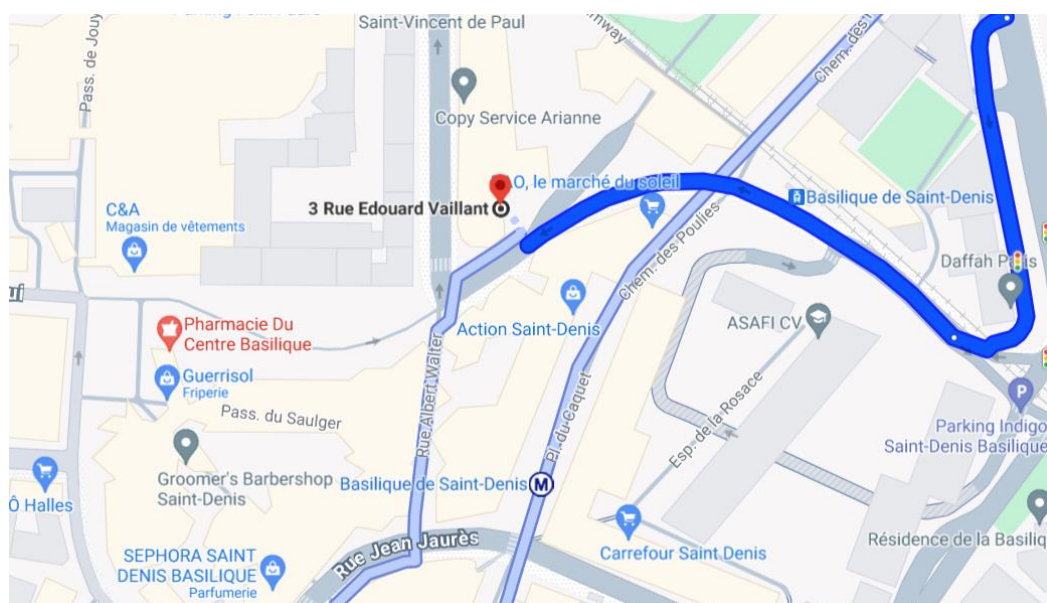 Saint-Vincent de Paul
Pass. de Jouy
Copy Service Arianne
Chem. des
O, le marché du soleil
3 Rue Edouard Vaillant
Basilique de Saint-Denis
C&A
Magasin de vêtements
Daffah P is
Chem. des Poulies
Action Saint-Denis
ASAFI CV
Pharmacie Du
Centre Basilique
Guerrisol
Friperie
Rue Albert Walter
Pl. du Caquet
Esp. de la Rosace
Pass. du Saulger
P
Parking Indigo
Saint-Denis Basilique
Groomer's Barbershop
Saint-Denis
Basilique de Saint-Denis
M
Ô Halles
Rue Jean Jaurès
Carrefour Saint Denis
Résidence de la Basiliq
SEPHORA SAINT
DENIS BASILIQUE
Parfumerie